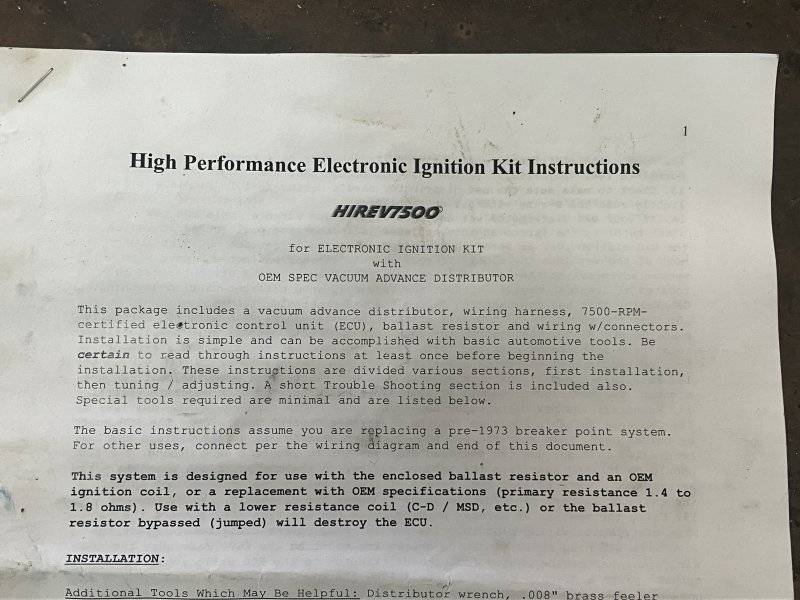 1
High Performance Electronic Ignition Kit Instructions
HIREV7500
for ELECTRONIC IGNITION KIT
with
OEM SPEC VACUUM ADVANCE DISTRIBUTOR
This package includes a vacuum advance distributor, wiring harness, 7500-RPM-
certified electronic control unit (ECU), ballast resistor and wiring w/connectors.
Installation is simple and can be accomplished with basic automotive tools. Be
certain to read through instructions at least once before beginning the
installation. These instructions are divided various sections, first installation,
then tuning / adjusting. A short Trouble Shooting section is included also.
Special tools required are minimal and are listed below.
The basic instructions assume you are replacing a pre-1973 breaker point system.
For other uses, connect per the wiring diagram and end of this document.
This system is designed for use with the enclosed ballast resistor and an OEM
ignition coil, or a replacement with OEM specifications (primary resistance 1.4 to
1.8 ohms). Use with a lower resistance coil (C-D / MSD, etc.) or the ballast
resistor bypassed (jumped) will destroy the ECU.
INSTALLATION:
Additional Tools Which May Be Helpful: Distributor wrench, .008" brass feeler